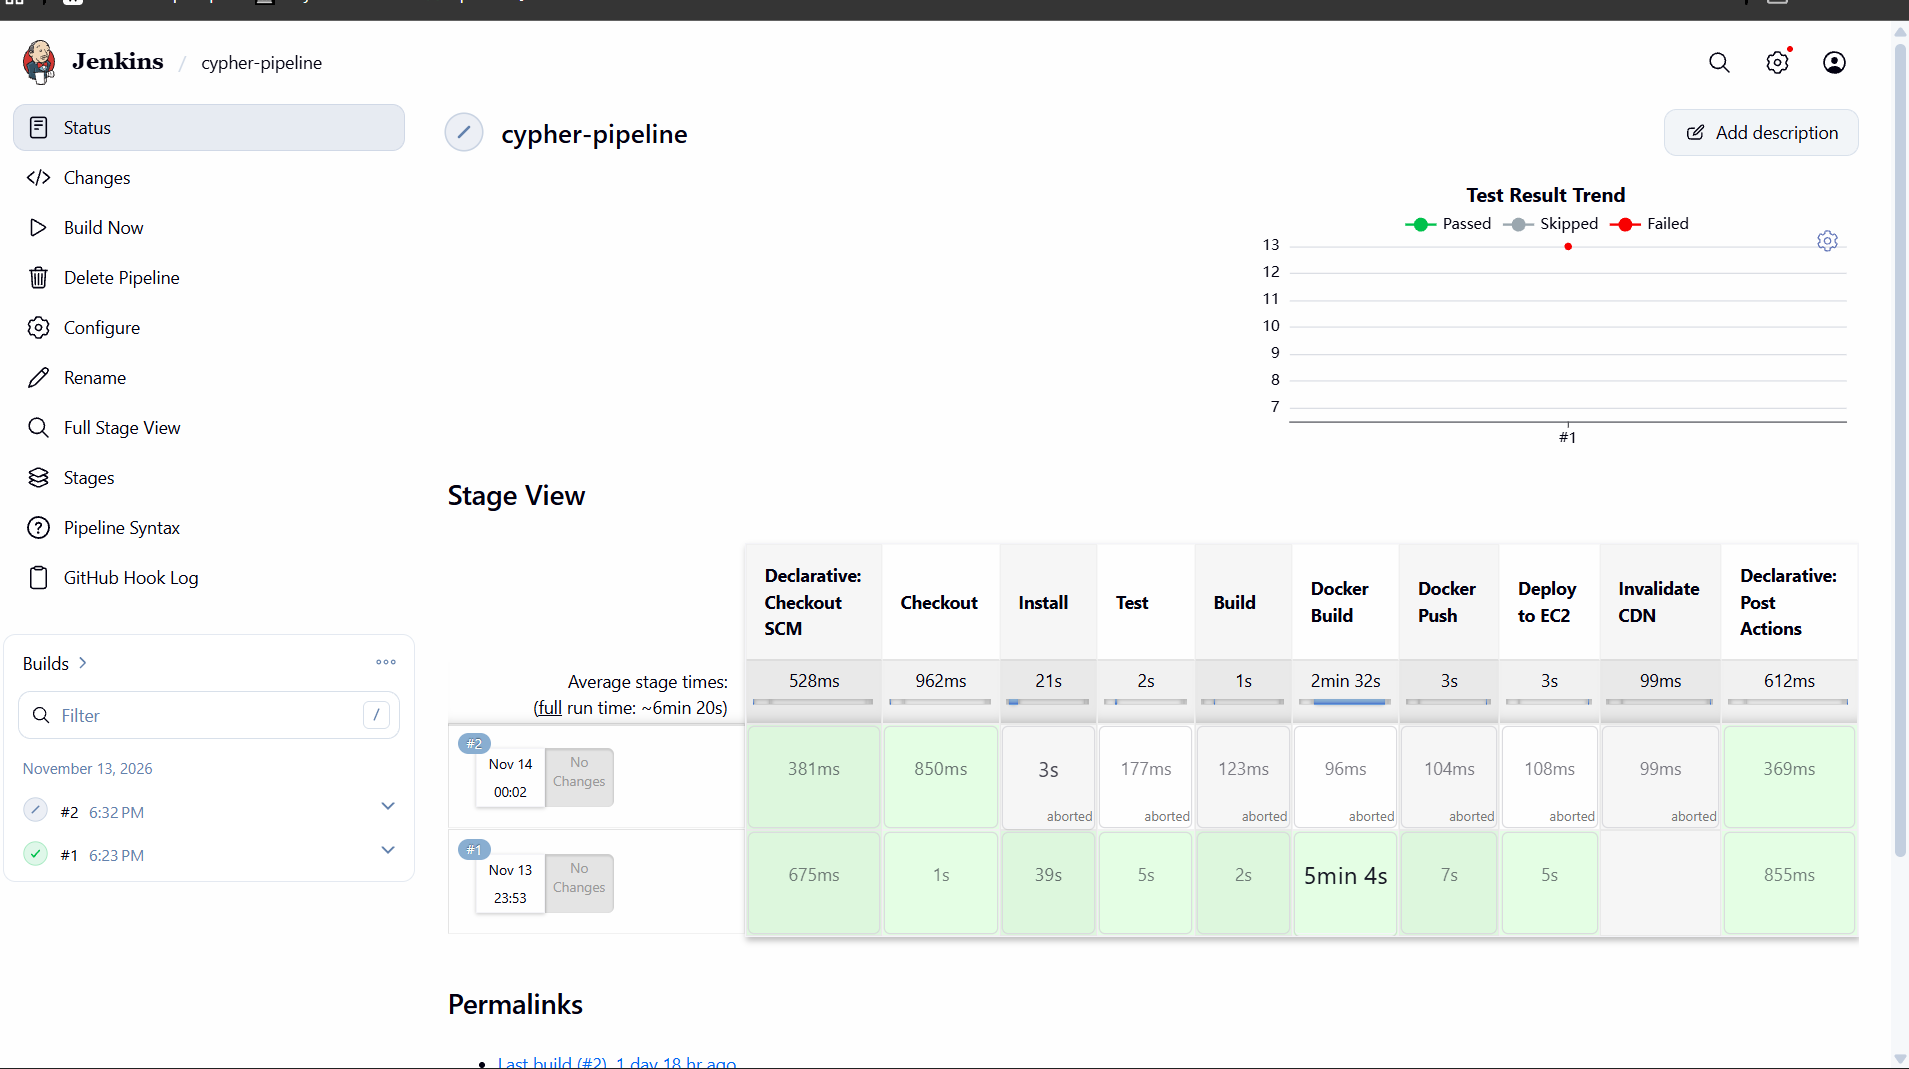 Jenkins / cypher-pipeline
Status
Changes
Build Now
Delete Pipeline
Configure
Rename
Full Stage View
Stages
Pipeline Syntax
GitHub Hook Log
Builds
Filter
/
November 13, 2026
#2 6:32 PM
#1 6:23 PM
cypher-pipeline
Add description
Test Result Trend
Passed Skipped Failed
13
12
11
10
9
8
7
#1
Stage View
Declarative: Checkout SCM
Checkout
Install
Test
Build
Docker Build
Docker Push
Deploy to EC2
Invalidate CDN
Declarative: Post Actions
Average stage times:
(full run time: ~6min 20s)
528ms 962ms 21s 2s 1s 2min 32s 3s 3s 99ms 612ms
#2
Nov 14
00:02
No Changes
381ms 850ms 3s 177ms 123ms 96ms 104ms 108ms 99ms 369ms
aborted aborted aborted aborted aborted aborted aborted
#1
Nov 13
23:53
No Changes
675ms 1s 39s 5s 2s 5min 4s 7s 5s 855ms
Permalinks
Last build (#2), 1 day 18 hr ago